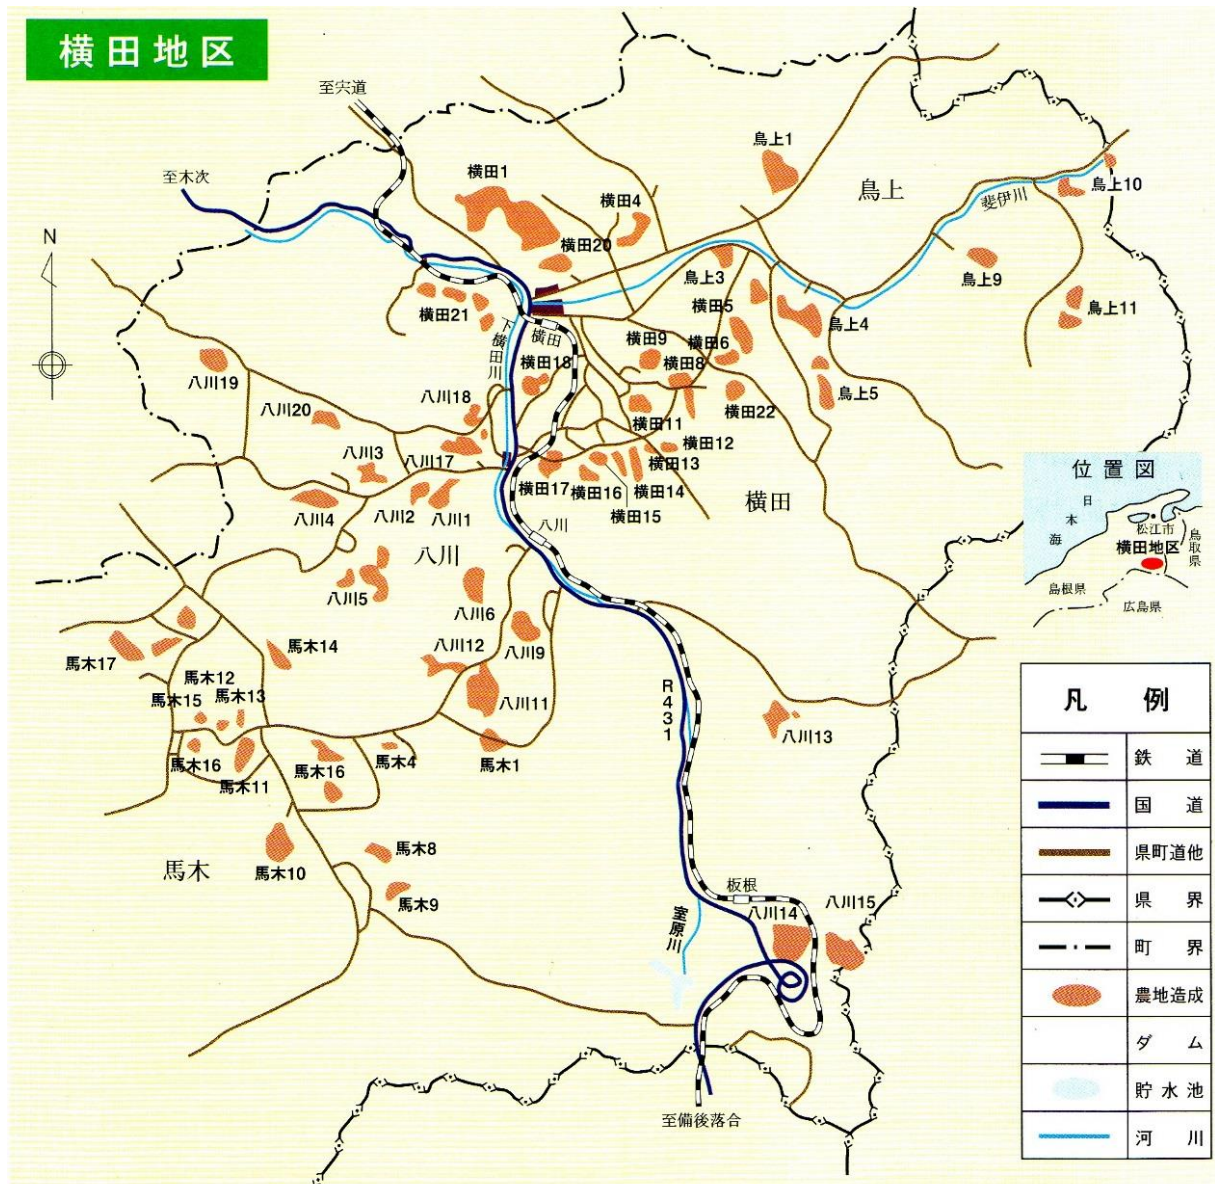 横田地区
至宍道
至木次
N
横田1
横田4
横田20
鳥上1
鳥上
斐伊川
鳥上10
鳥上9
鳥上11
鳥上3
横田5
鳥上4
鳥上5
横田21
下横田川
横田
横田18
横田9
横田6
横田8
横田22
横田11
横田12
横田13
横田14
横田15
横田16
横田17
横田
八川19
八川20
八川18
八川3
八川17
八川4
八川2
八川1
八川
八川
八川5
八川6
八川12
八川9
八川11
八川13
馬木17
馬木14
馬木12
馬木15
馬木13
馬木16
馬木11
馬木16
馬木4
馬木1
馬木10
馬木8
馬木9
馬木
R431
板根
八川14
八川15
室原川
至備後落合
位置図
日本海
松江市
鳥取県
横田地区
島根県
広島県
凡例
鉄道
国道
県町道他
県界
町界
農地造成
ダム
貯水池
河川